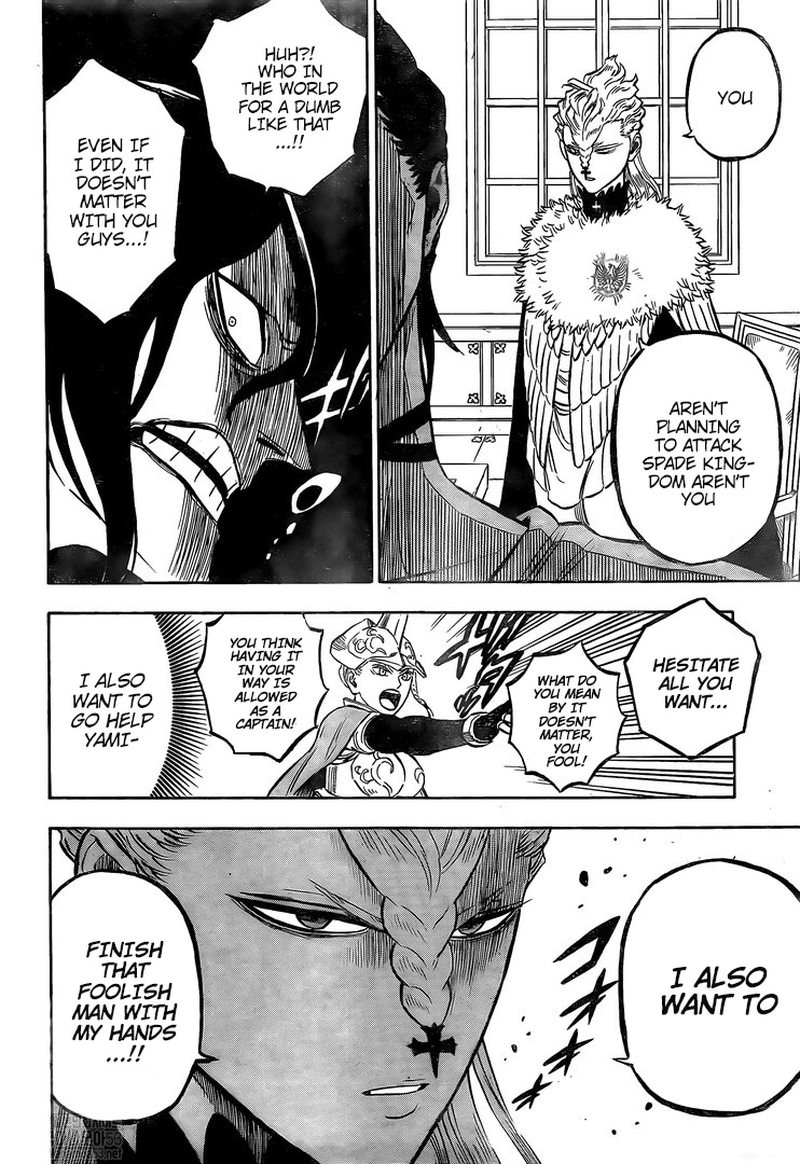 YOU
AREN'T
PLANNING
TO ATTACK
SPADE KING-
DOM AREN'T
YOU
HUH?!
WHO IN
THE WORLD
FOR A DUMB
LIKE THAT
...!!
EVEN IF
I DID, IT
DOESN'T
MATTER
WITH YOU
GUYS...!
HESITATE
ALL YOU
WANT...
WHAT DO
YOU MEAN
BY IT
DOESN'T
MATTER,
YOU
FOOL!
YOU THINK
HAVING IT
IN YOUR
WAY IS
ALLOWED
AS A
CAPTAIN!
I ALSO
WANT TO
GO HELP
YAMI-
I ALSO
WANT TO
FINISH
THAT
FOOLISH
MAN WITH
MY HANDS
...!!